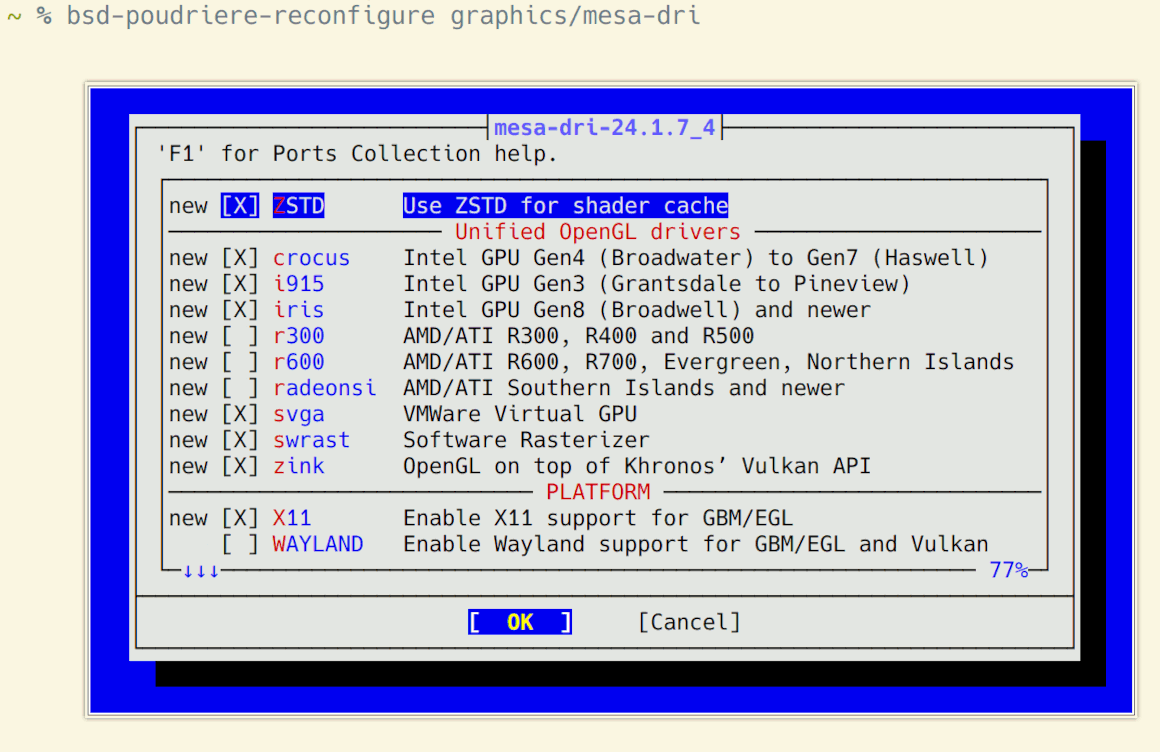 ~ % bsd-poudriere-reconfigure graphics/mesa-dri
mesa-dri-24.1.7_4
'F1' for Ports Collection help.
new [X] ZSTD Use ZSTD for shader cache
Unified OpenGL drivers
new [X] crocus Intel GPU Gen4 (Broadwater) to Gen7 (Haswell)
new [X] i915 Intel GPU Gen3 (Grantsdale to Pineview)
new [X] iris Intel GPU Gen8 (Broadwell) and newer
new [ ] r300 AMD/ATI R300, R400 and R500
new [ ] r600 AMD/ATI R600, R700, Evergreen, Northern Islands
new [ ] radeonsi AMD/ATI Southern Islands and newer
new [X] svga VMWare Virtual GPU
new [X] swrast Software Rasterizer
new [X] zink OpenGL on top of Khronos’ Vulkan API
PLATFORM
new [X] X11 Enable X11 support for GBM/EGL
[ ] WAYLAND Enable Wayland support for GBM/EGL and Vulkan
↓↓↓ 77%
[ OK ] [Cancel]